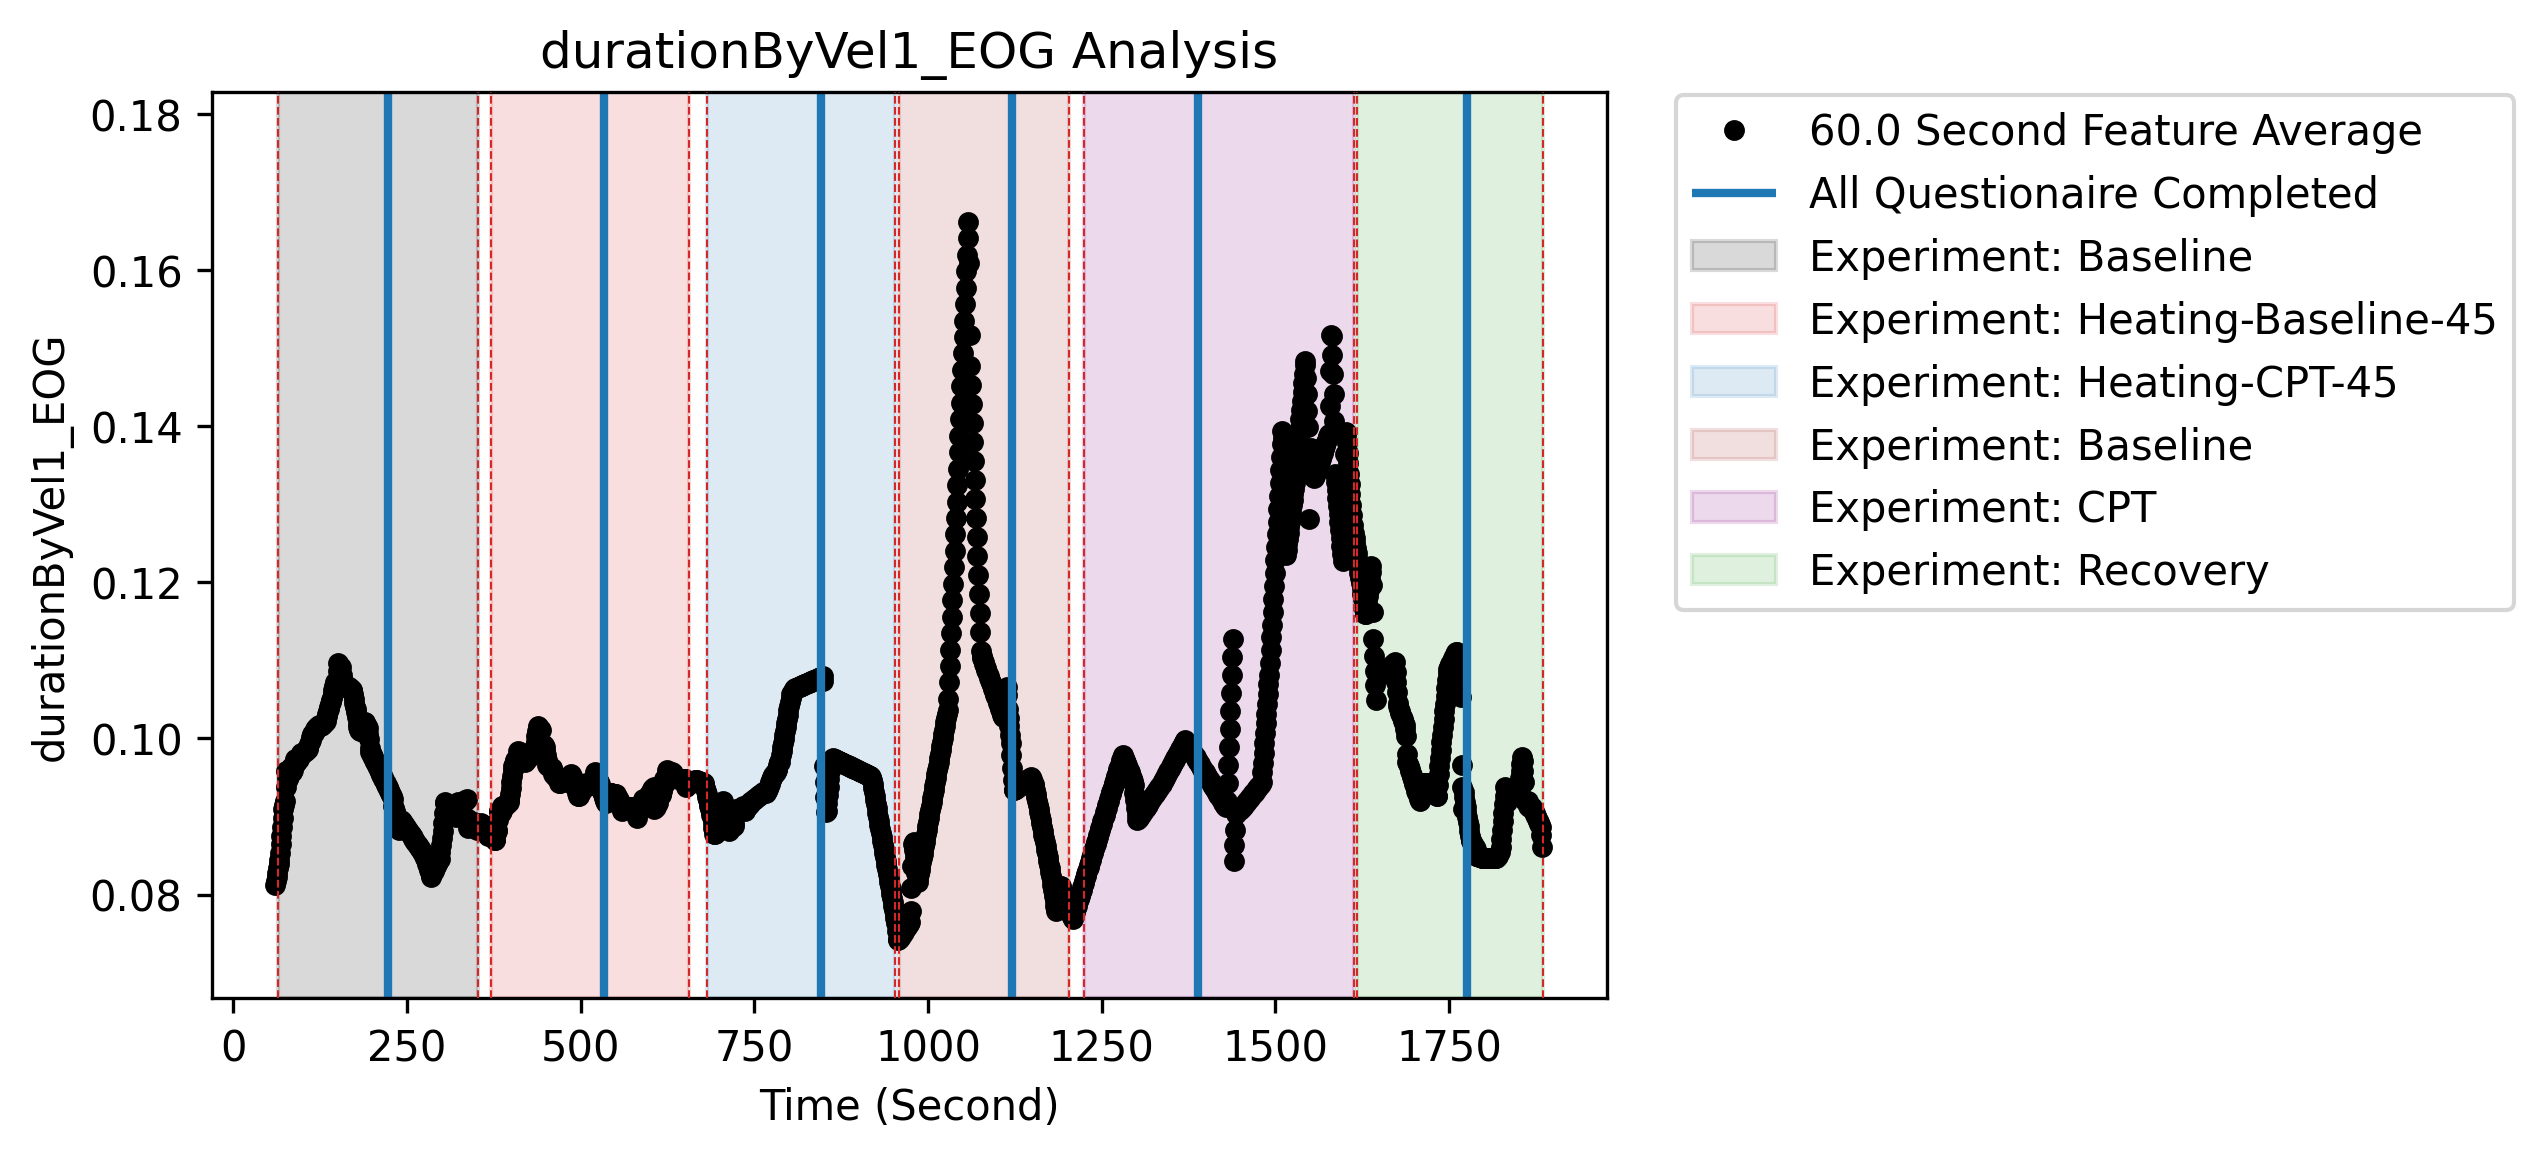 durationByVel1_EOG Analysis
durationByVel1_EOG
0.18
0.16
0.14
0.12
0.10
0.08
0 250 500 750 1000 1250 1500 1750
Time (Second)
60.0 Second Feature Average
All Questionaire Completed
Experiment: Baseline
Experiment: Heating-Baseline-45
Experiment: Heating-CPT-45
Experiment: Baseline
Experiment: CPT
Experiment: Recovery